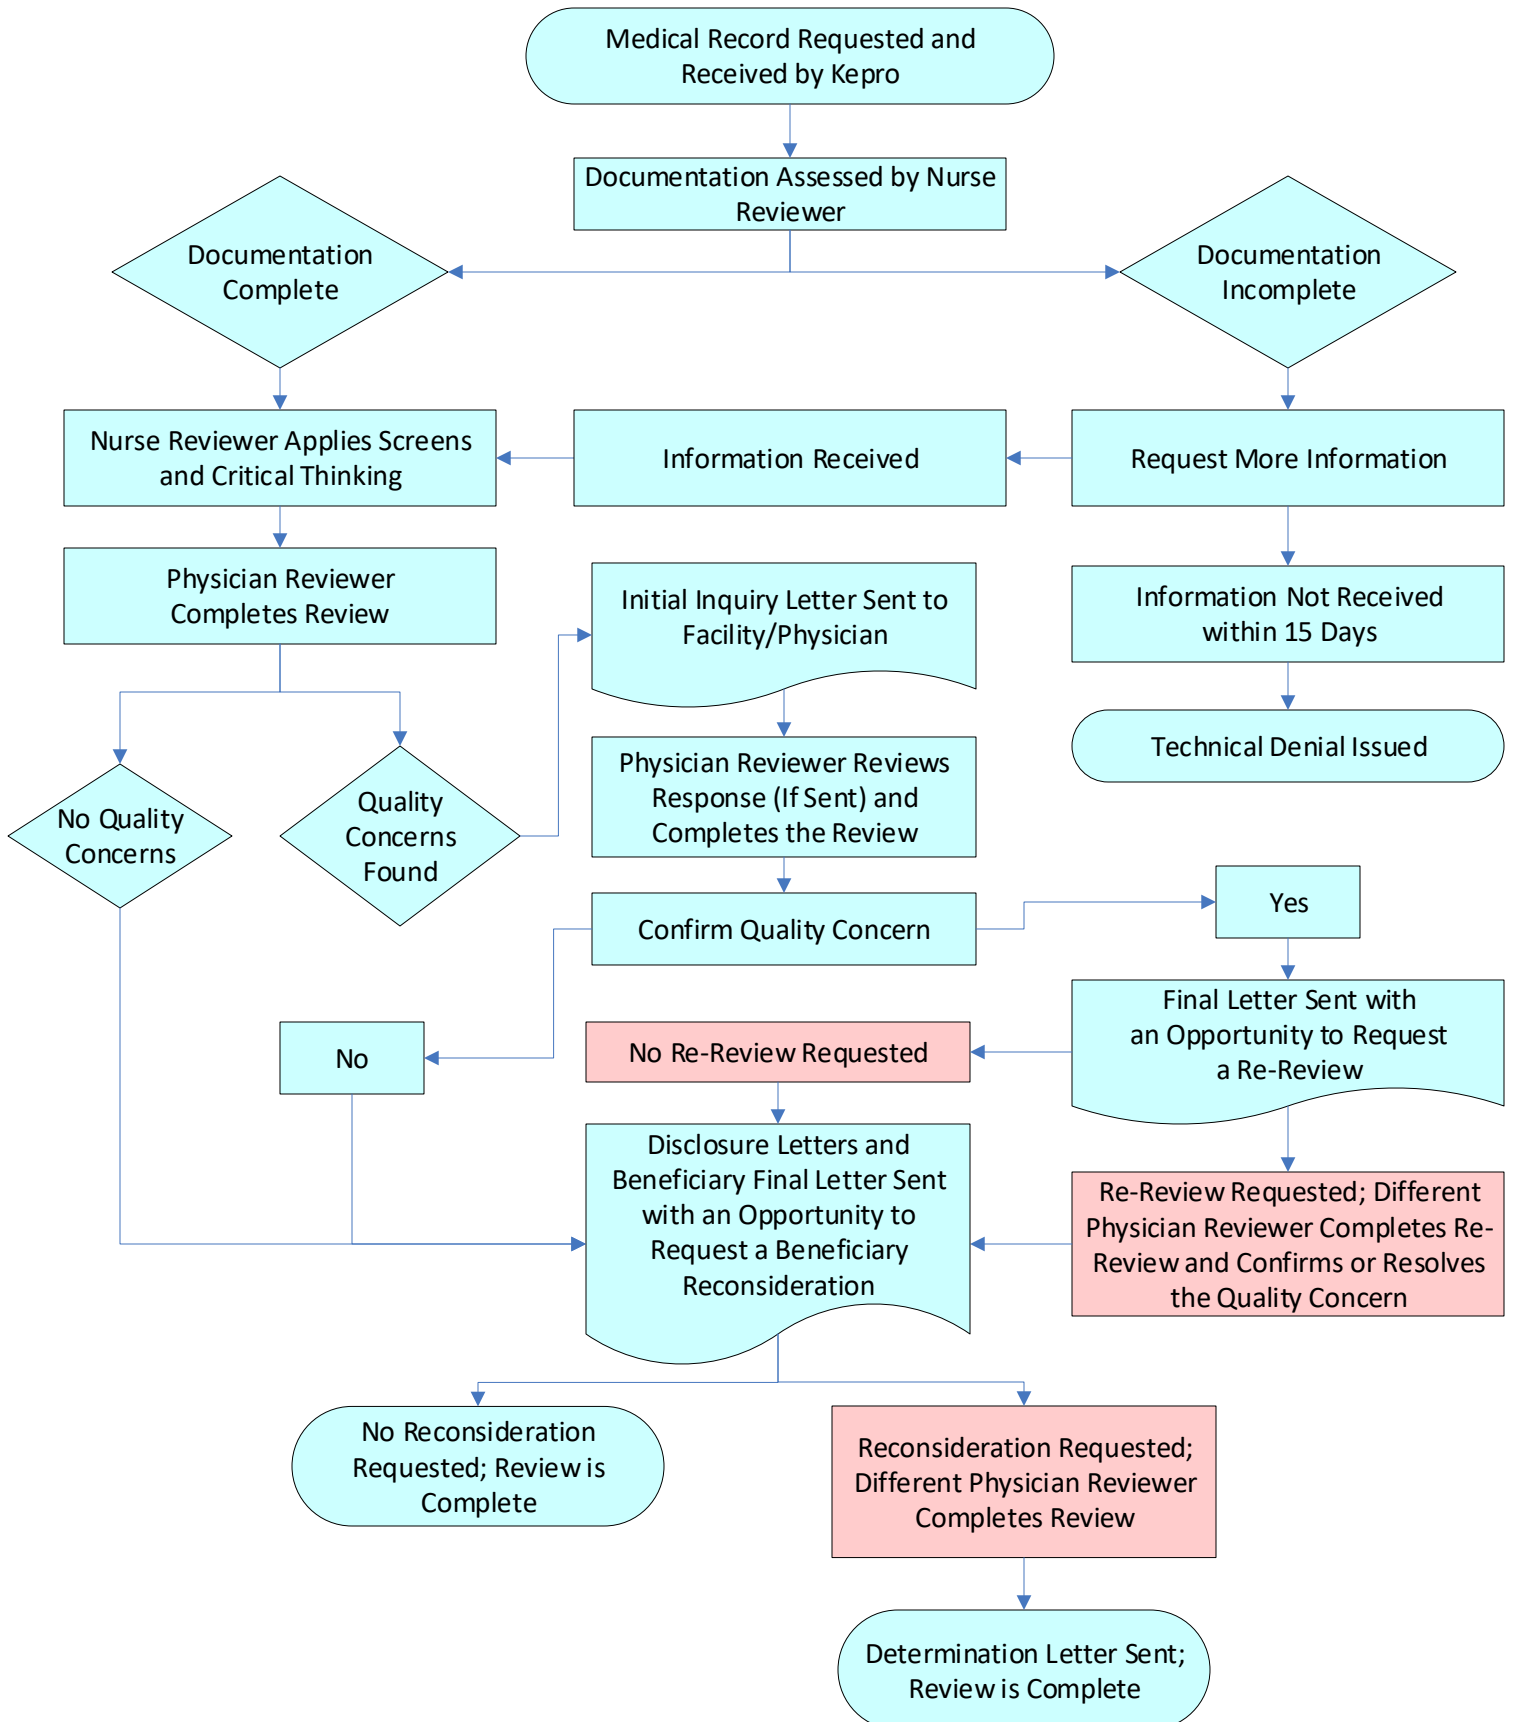 Medical Record Requested and
Received by Kepro
Documentation Assessed by Nurse
Reviewer
Documentation
Complete
Documentation
Incomplete
Nurse Reviewer Applies Screens
and Critical Thinking
Information Received
Request More Information
Physician Reviewer
Completes Review
Initial Inquiry Letter Sent to
Facility/Physician
Information Not Received
within 15 Days
Technical Denial Issued
No Quality
Concerns
Quality
Concerns
Found
Physician Reviewer Reviews
Response (If Sent) and
Completes the Review
Confirm Quality Concern
Yes
No
No Re-Review Requested
Final Letter Sent with
an Opportunity to Request
a Re-Review
Disclosure Letters and
Beneficiary Final Letter Sent
with an Opportunity to
Request a Beneficiary
Reconsideration
Re-Review Requested; Different
Physician Reviewer Completes Re-
Review and Confirms or Resolves
the Quality Concern
No Reconsideration
Requested; Review is
Complete
Reconsideration Requested;
Different Physician Reviewer
Completes Review
Determination Letter Sent;
Review is Complete